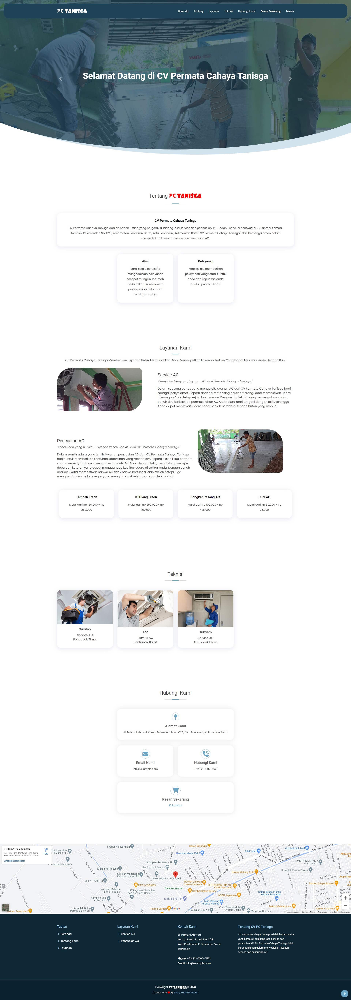 PC TANISGA
Beranda
Tentang
Layanan
Teknisi
Hubungi Kami
Pesan Sekarang
Masuk
WANITA
Selamat Datang di CV Permata Cahaya Tanisga
Tentang PC TANISGA
CV Permata Cahaya Tanisga
CV Permata Cahaya Tanisga adalah badan usaha yang bergerak di bidang jasa service dan pencucian AC. Badan usaha ini berlokasi di Jl. Tabrani Ahmad,
Komplek Palem Indah No. C28, Kecamatan Pontianak Barat, Kota Pontianak, Kalimantan Barat. CV Permata Cahaya Tanisga telah berpengalaman dalam
menyediakan layanan service dan pencucian AC.
Aksi
Kami selalu berusaha
menghadirkan pelayanan
secepat mungkin kerumah
anda. Teknisi kami adalah
profesional di bidangnya
masing-masing.
Pelayanan
Kami selalu memberikan
pelayanan yang terbaik untuk
anda dan kepuasan anda
adalah prioritas kami.
Layanan Kami
CV Permata Cahaya Tanisga Memberikan Layanan Untuk Memudahkan Anda Mendapatkan Layanan Terbaik Yang Dapat Melayani Anda Dengan Baik.
Service AC
"Kesejukan Menyapa, Layanan AC dari Permata Cahaya Tanisga."
Dalam suasana panas yang menggigit, layanan AC dari CV Permata Cahaya Tanisga hadir
sebagai penyelamat. Seperti sinar permata yang bersinar terang, kami memastikan udara
di ruangan Anda tetap sejuk dan nyaman. Dengan tim teknisi yang berpengalaman dan
penuh dedikasi, setiap permasalahan AC Anda akan kami tangani dengan teliti, sehingga
Anda dapat menikmati udara segar seolah berada di tengah hutan yang rimbun.
Pencucian AC
"Kebersihan yang Berkilau, Layanan Pencucian AC dari CV Permata Cahaya Tanisga"
Dalam semilir udara yang jernih, layanan pencucian AC dari CV Permata Cahaya Tanisga
hadir untuk memberikan sentuhan kebersihan yang mendalam. Seperti aksen kilau permata
yang memikat, tim kami merawat setiap detil AC Anda dengan teliti, menghilangkan jejak
debu dan kotoran yang dapat mengganggu kualitas udara di sekitar Anda. Dengan penuh
dedikasi, kami memastikan bahwa AC tidak hanya berfungsi lebih efisien, tetapi juga
menghembuskan udara segar yang menginspirasi kehidupan yang lebih sehat.
Tambah Freon
Mulai dari Rp 150.000 - Rp
250.000
Isi Ulang Freon
Mulai dari Rp 250.000 - Rp
450.000
Bongkar Pasang AC
Mulai dari Rp 100.000 - Rp
425.000
Cuci AC
Mulai dari Rp 60.000 - Rp
75.000
Teknisi
Suratno
Service AC
Pontianak Timur
Ade
Service AC
Pontianak Barat
Tukiyem
Service AC
Pontianak Utara
Hubungi Kami
Alamat Kami
Jl. Tabrani Ahmad, Komp. Palem Indah No. C28, Kota Pontianak, Kalimantan Barat
Email Kami
info@example.com
Hubungi Kami
+62 821-5102-5551
Pesan Sekarang
Klik disini
Jl. Komp. Palem Indah
Pal Lima, Kec. Pontianak Bar., Kota
Pontianak, Kalimantan Barat 78244
Rute
Lihat peta lebih besar
Syarief Hidayatullah
Bakso Wonogiri
Hamster Mania Pal 5
PINK Mart
OmJack Sui Jawi
SMKS BINA UTAMA
PONTIANAK
Komplek Pawan Permai
Komplek Permata ASRI
Masjid Al-Hidayah
Masjid Nurul Jannah
Sekolah Menengah
Kejuruan Negeri 9
SMP Negeri 17 Pontianak
VILLA D'AMEL 3
Komplek Palestin
Indah Permai 2
RATU COOKIES
UPT Layanan Disabilitas
dan Asesmen Center
Rainbow garden
Rocket Chicken
Husein Hamzah
RESTAURANT BAKSO
CAKIL MALANG
Sambal Bakar Borneo
GOEN Japanese
Bakso Malang Avila
Galeri Bunga Plastik
Widina Pontianak
Borneo Crispy Banana
Komplek Villa
Artha Land
SPBU 64.781.14
Toko Pancing
Firdaus Fishing
Komplek Didis
Permai 8 Blok CD
Palma Garden
Google
Komplek Kurnia 5B
Cuci Motor & Mobil
Cv.Bela Usaha
Masjid Al-Hikmah
Bakso Malang Avila
ASPECT COFFEE
Pintasan keyboard
Data peta ©2023
Persyaratan
Laporkan kesalahan peta
Tautan
Beranda
Tentang Kami
Layanan
Layanan Kami
Service AC
Pencucian AC
Kontak Kami
Jl. Tabrani Ahmad
Komp. Palem Indah No. C28
Kota Pontianak, Kalimantan Barat
Indonesia
Phone: +62 821-5102-5551
Email: info@example.com
Tentang CV PC Tanisga
CV Permata Cahaya Tanisga adalah badan usaha
yang bergerak di bidang jasa service dan
pencucian AC. CV Permata Cahaya Tanisga telah
berpengalaman dalam menyediakan layanan
service dan pencucian AC.
Copyright PC TANISGA© 2023
Create With ❤ By Ricky Inzagi Baryono